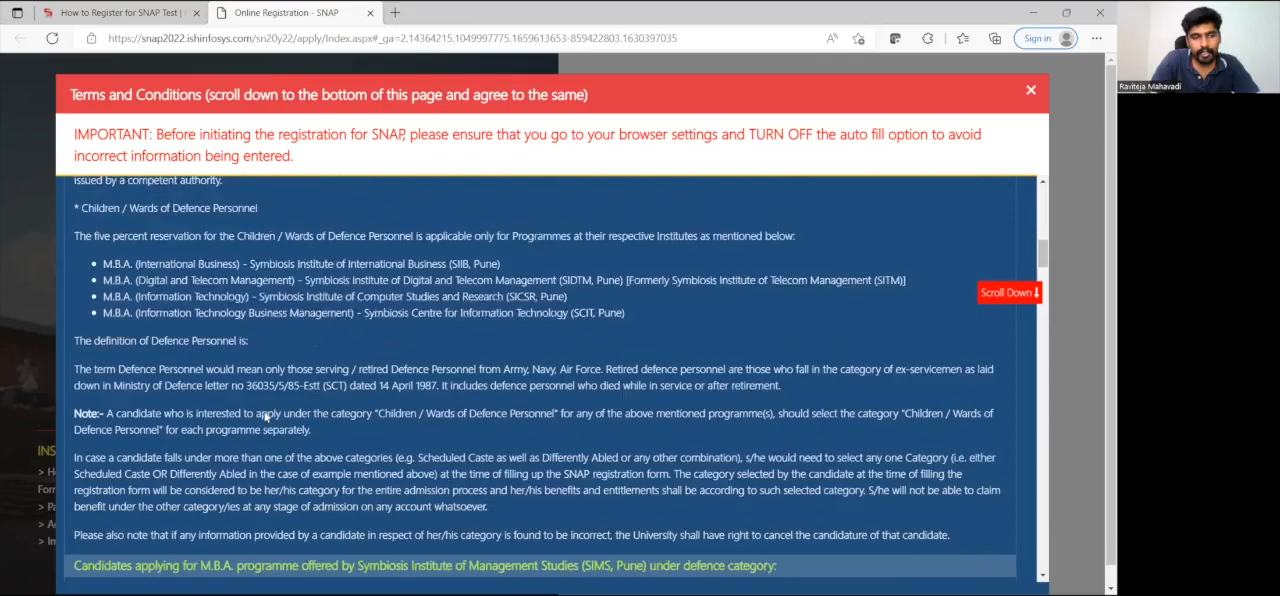 How to Register for SNAP Test |
Online Registration - SNAP
https://snap2022.ishinfosys.com/sn20y22/apply/Index.aspx#_ga=2.14364215.1049997775.1659613653-859422803.1630397035
Sign in
Raviteja Mahavadi
Terms and Conditions (scroll down to the bottom of this page and agree to the same)
IMPORTANT: Before initiating the registration for SNAP, please ensure that you go to your browser settings and TURN OFF the auto fill option to avoid
incorrect information being entered.
issued by a competent authority.
* Children / Wards of Defence Personnel
The five percent reservation for the Children / Wards of Defence Personnel is applicable only for Programmes at their respective Institutes as mentioned below:
• M.B.A. (International Business) - Symbiosis Institute of International Business (SIIB, Pune)
• M.B.A. (Digital and Telecom Management) - Symbiosis Institute of Digital and Telecom Management (SIDTM, Pune) [Formerly Symbiosis Institute of Telecom Management (SITM)]
• M.B.A. (Information Technology) - Symbiosis Institute of Computer Studies and Research (SICSR, Pune)
• M.B.A. (Information Technology Business Management) - Symbiosis Centre for Information Technology (SCIT, Pune)
Scroll Down
The definition of Defence Personnel is:
The term Defence Personnel would mean only those serving / retired Defence Personnel from Army, Navy, Air Force. Retired defence personnel are those who fall in the category of ex-servicemen as laid
down in Ministry of Defence letter no 36035/5/85-Estt (SCT) dated 14 April 1987. It includes defence personnel who died while in service or after retirement.
Note:- A candidate who is interested to apply under the category "Children / Wards of Defence Personnel" for any of the above mentioned programme(s), should select the category "Children / Wards of
Defence Personnel" for each programme separately.
In case a candidate falls under more than one of the above categories (e.g. Scheduled Caste as well as Differently Abled or any other combination), s/he would need to select any one Category (i.e. either
Scheduled Caste OR Differently Abled in the case of example mentioned above) at the time of filling up the SNAP registration form. The category selected by the candidate at the time of filling the
registration form will be considered to be her/his category for the entire admission process and her/his benefits and entitlements shall be according to such selected category. S/he will not be able to claim
benefit under the other category/ies at any stage of admission on any account whatsoever.
Please also note that if any information provided by a candidate in respect of her/his category is found to be incorrect, the University shall have right to cancel the candidature of that candidate.
Candidates applying for M.B.A. programme offered by Symbiosis Institute of Management Studies (SIMS, Pune) under defence category:
INS
> H
Form
> Pa
> A
> In